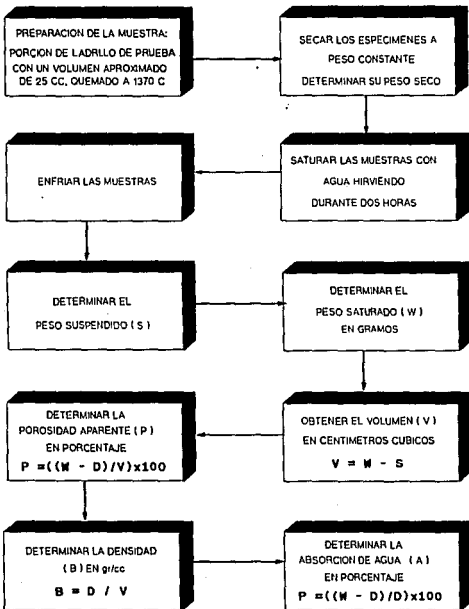 PREPARACION DE LA MUESTRA:
PORCION DE LADRILLO DE PRUEBA
CON UN VOLUMEN APROXIMADO
DE 25 CC, QUEMADO A 1370 C
SECAR LOS ESPECIMENES A
PESO CONSTANTE
DETERMINAR SU PESO SECO
SATURAR LAS MUESTRAS CON
AGUA HIRVIENDO
DURANTE DOS HORAS
ENFRIAR LAS MUESTRAS
DETERMINAR EL
PESO SUSPENDIDO ( S )
DETERMINAR EL
PESO SATURADO ( W )
EN GRAMOS
OBTENER EL VOLUMEN ( V )
EN CENTIMETROS CUBICOS
V = W - S
DETERMINAR LA
POROSIDAD APARENTE ( P )
EN PORCENTAJE
P =((W - D)/V)x100
DETERMINAR LA DENSIDAD
( B ) EN gr/cc
B = D / V
DETERMINAR LA
ABSORCION DE AGUA ( A )
EN PORCENTAJE
P =((W - D)/D)x100